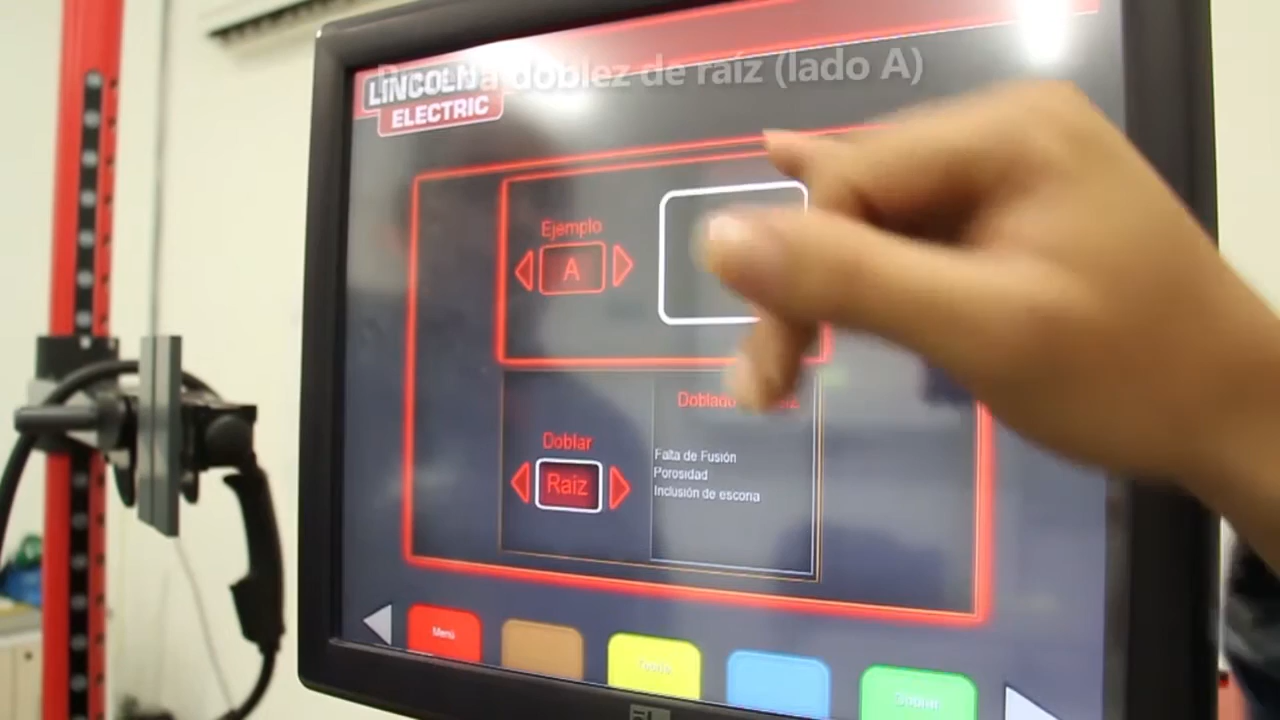 doblez de raíz (lado A)
LINCOLN
ELECTRIC
Ejemplo
A
Doblar
Raíz
Falta de Fusión
Porosidad
Inclusión de escoria
Menú